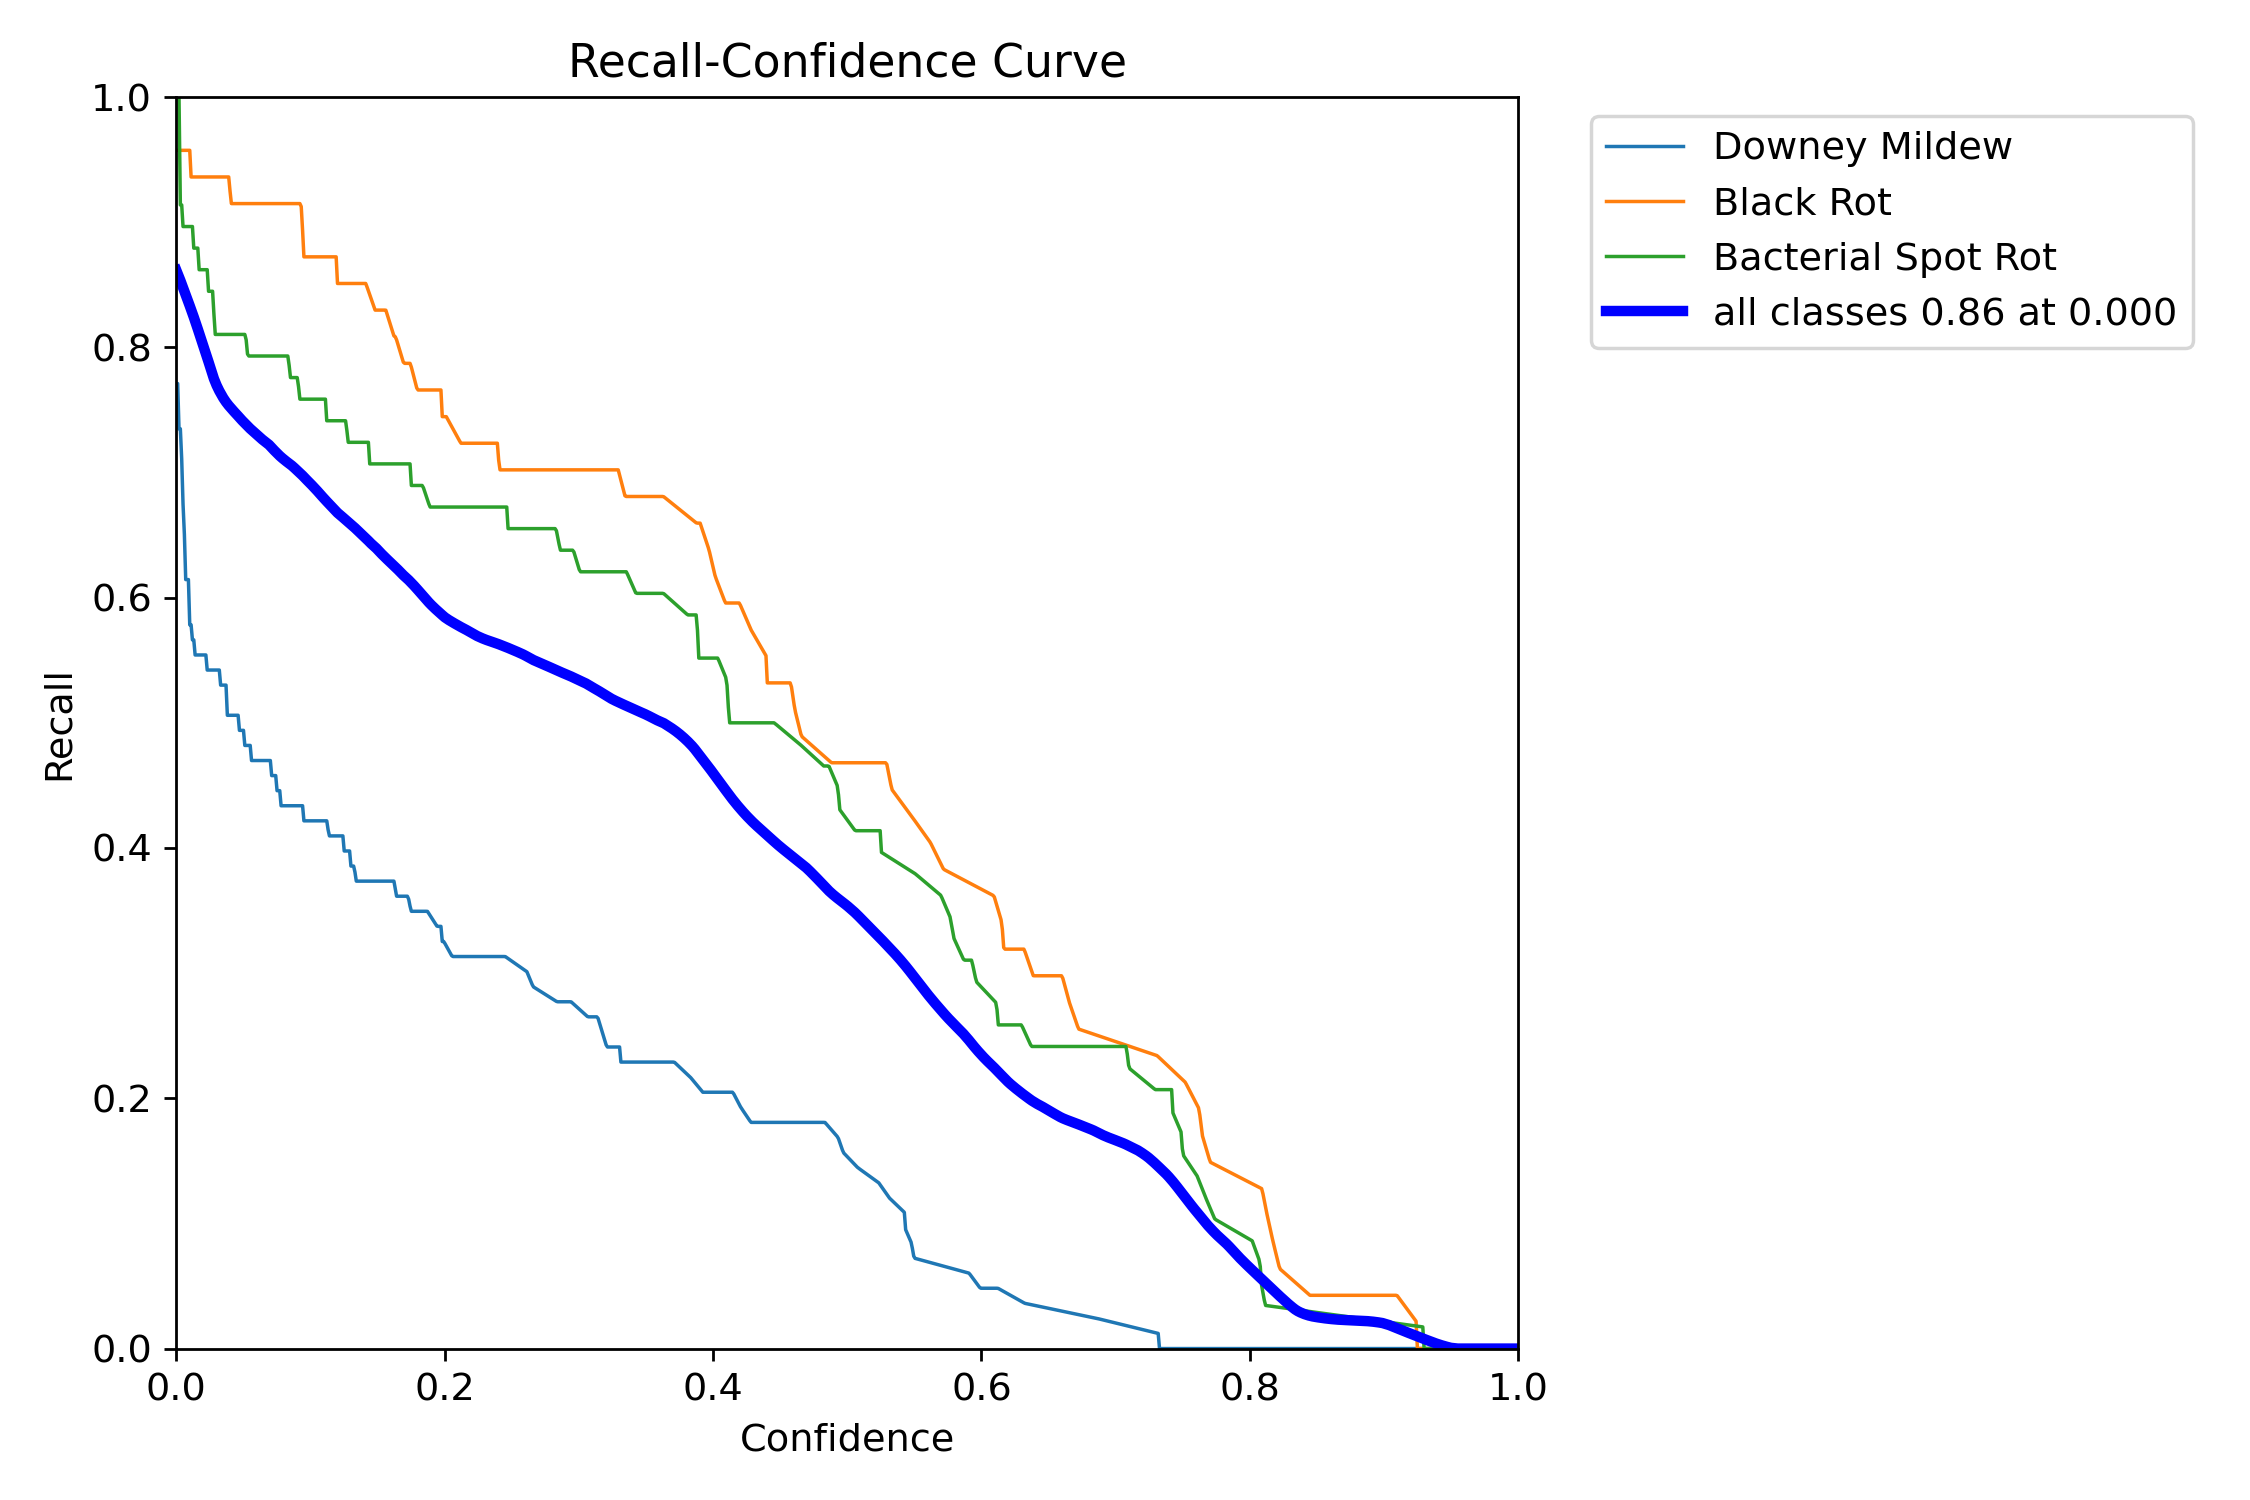 Recall-Confidence Curve
1.0
0.8
0.6
0.4
0.2
0.0
Recall
0.0 0.2 0.4 0.6 0.8 1.0
Confidence
Downey Mildew
Black Rot
Bacterial Spot Rot
all classes 0.86 at 0.000